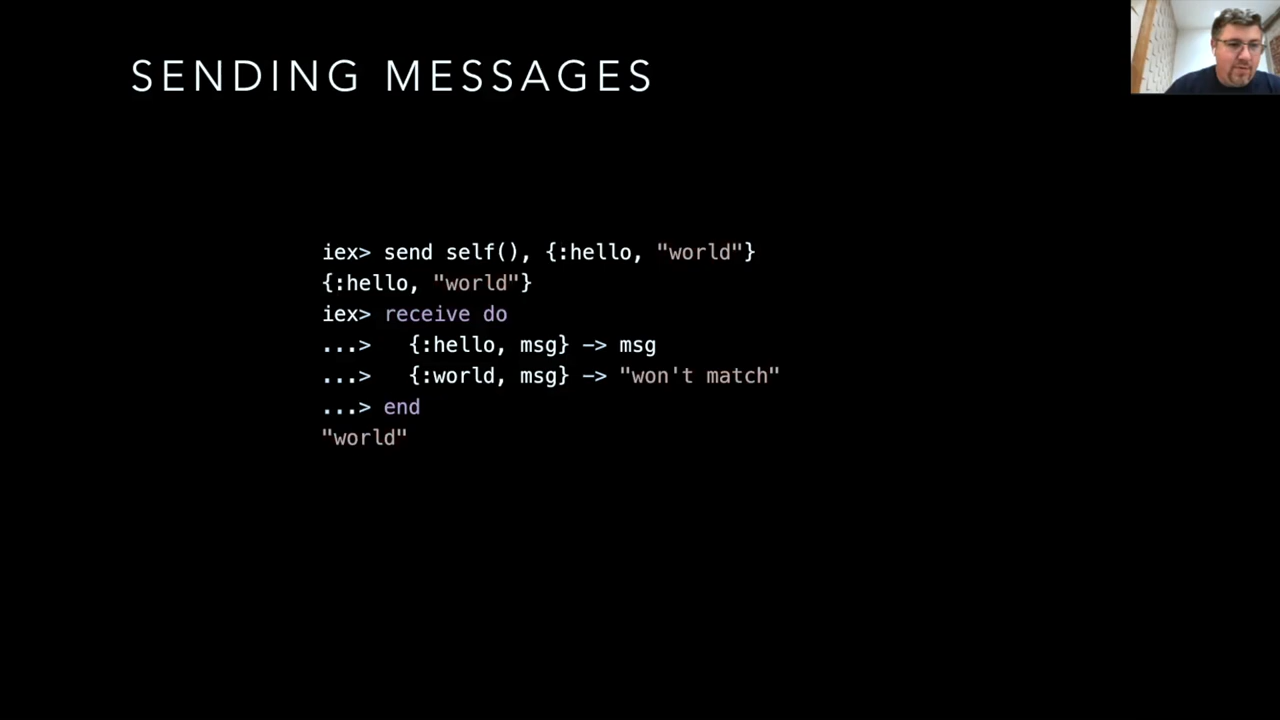 SENDING MESSAGES
iex> send self(), {:hello, "world"}
{:hello, "world"}
iex> receive do
...>   {:hello, msg} -> msg
...>   {:world, msg} -> "won't match"
...> end
"world"